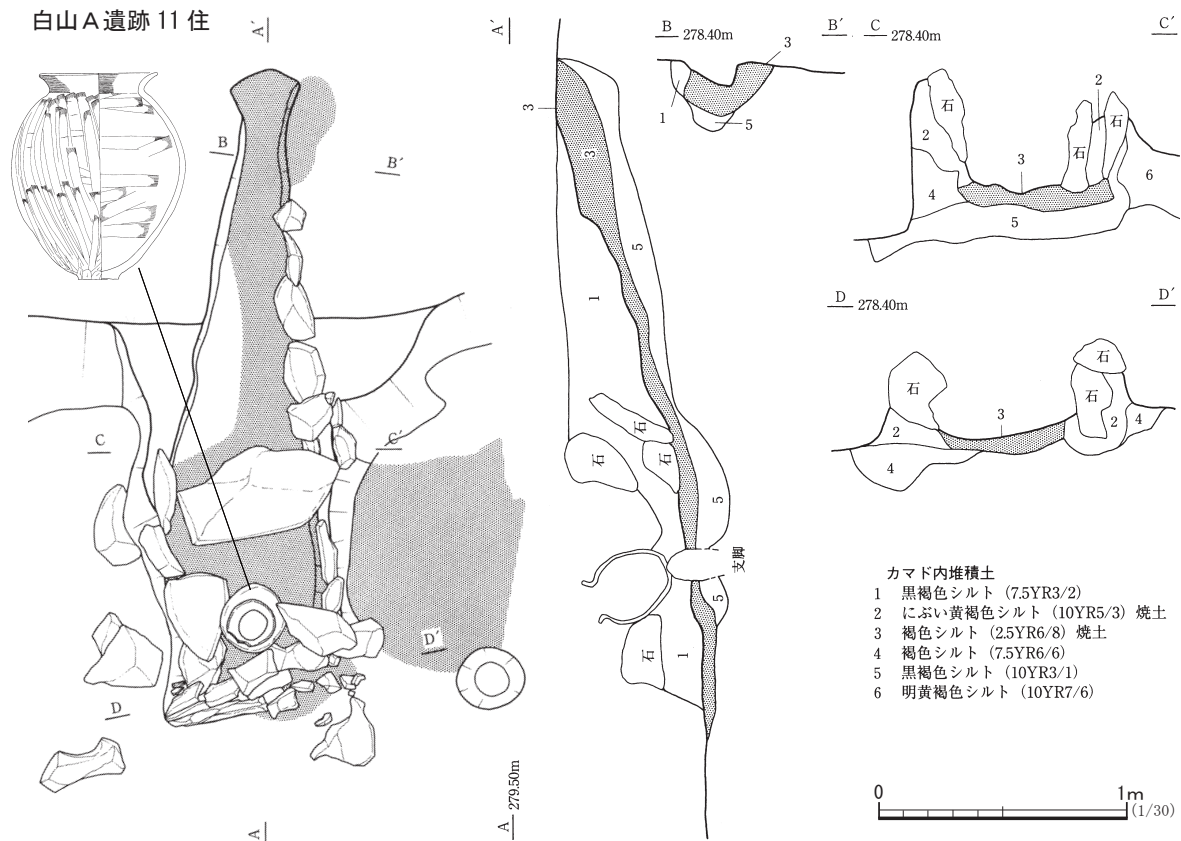 白山A遺跡 11 住
A´
A´
B 278.40m
B´
C 278.40m
C´
3
1
5
石
2
石
石
2
3
4
5
6
B
B´
3
3
5
1
D 278.40m
D´
石
石
石
3
2
2
4
4
C
C´
石
石
石
5
支脚
5
石
1
カマド内堆積土
1 黒褐色シルト (7.5YR3/2)
2 にぶい黄褐色シルト (10YR5/3) 焼土
3 褐色シルト (2.5YR6/8) 焼土
4 褐色シルト (7.5YR6/6)
5 黒褐色シルト (10YR3/1)
6 明黄褐色シルト (10YR7/6)
D´
D
A
A 279.50m
0 1m
(1/30)